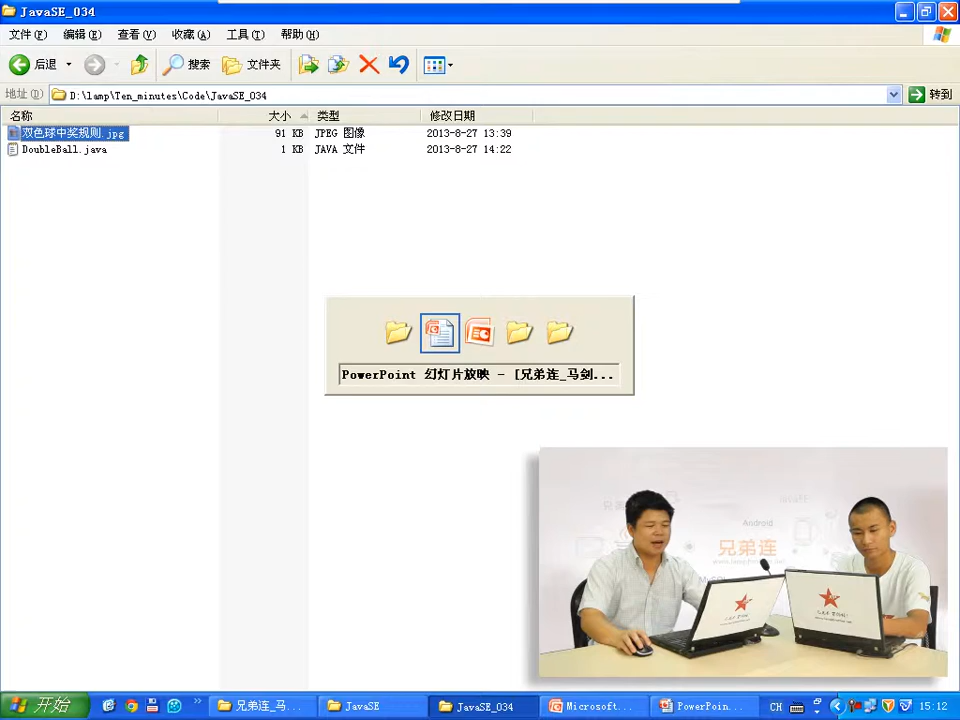 JavaSE_034
文件(F) 编辑(E) 查看(V) 收藏(A) 工具(T) 帮助(H)
后退 搜索 文件夹
地址(D) D:\lamp\Ten_minutes\Code\JavaSE_034 转到
名称 大小 类型 修改日期
双色球中奖规则.jpg 91 KB JPEG 图像 2013-8-27 13:39
DoubleBall.java 1 KB JAVA 文件 2013-8-27 14:22
PowerPoint 幻灯片放映 - [兄弟连_马剑...
JavaSE
Android
兄弟连
开始 兄弟连_马... JavaSE JavaSE_034 Microsoft... PowerPoin... CH 15:12